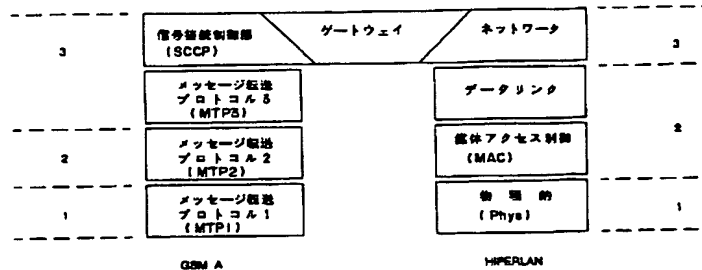 3
信号接続制御部
(SCCP)
ゲートウェイ
ネットワーク
3
メッセージ転送
プロトコル3
(MTP3)
データリンク
2
2
メッセージ転送
プロトコル2
(MTP2)
媒体アクセス制御
(MAC)
1
メッセージ転送
プロトコル1
(MTP1)
物理的
(Phys)
1
GSM A
HIPERLAN